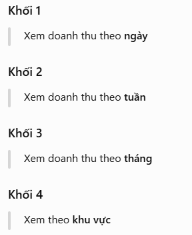 Khối 1
Xem doanh thu theo ngày
Khối 2
Xem doanh thu theo tuần
Khối 3
Xem doanh thu theo tháng
Khối 4
Xem theo khu vực